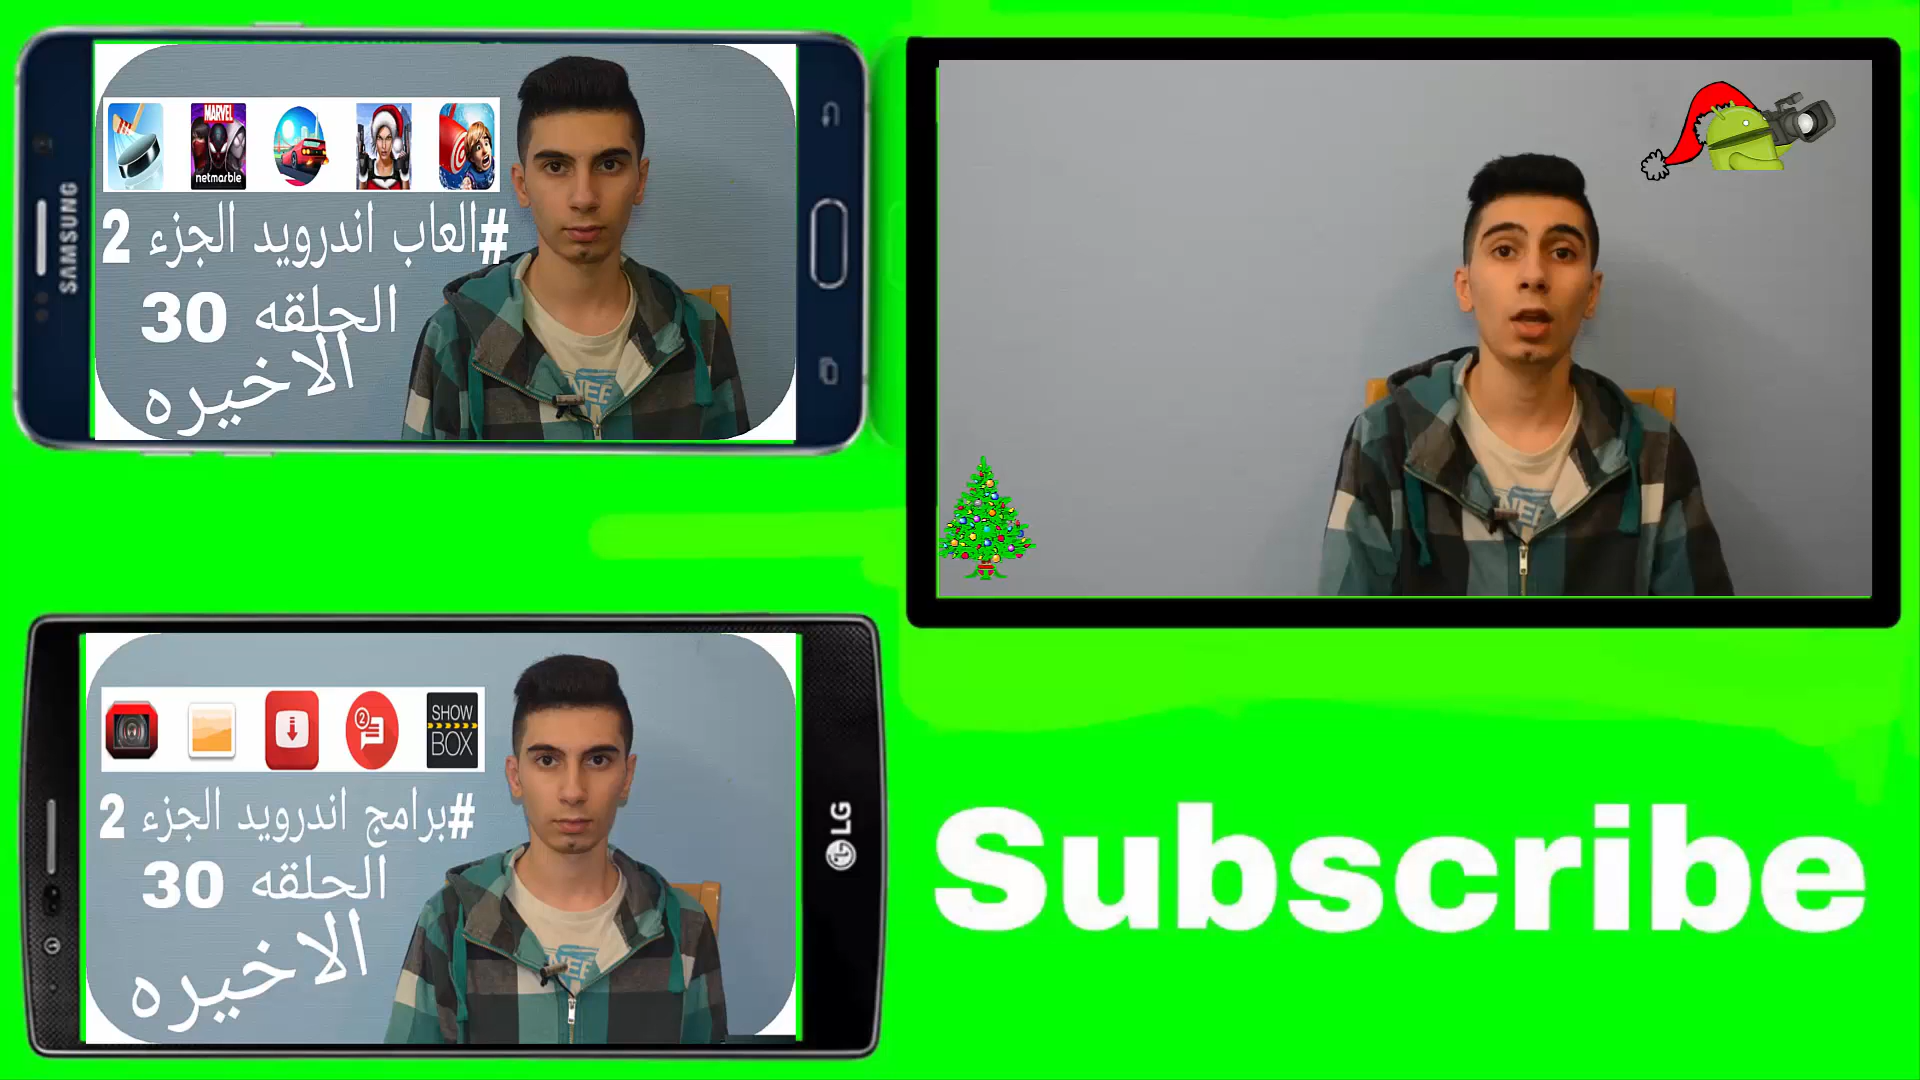 SAMSUNG
MARVEL
netmarble
#العاب اندرويد الجزء 2
الحلقه 30
الاخيره
2
SHOW
BOX
#برامج اندرويد الجزء 2
الحلقه 30
الاخيره
LG
Subscribe